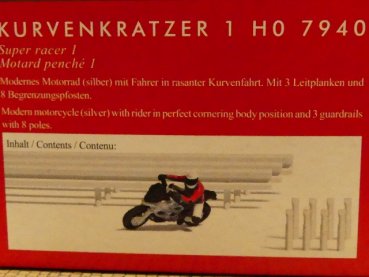 KURVENKRATZER 1 H0 7940
Super racer 1
Motard penché 1
Modernes Motorrad (silber) mit Fahrer in rasanter Kurvenfahrt. Mit 3 Leitplanken und
8 Begrenzungspfosten.
Modern motorcycle (silver) with rider in perfect cornering body position and 3 guardrails
with 8 poles.
Inhalt / Contents / Contenu: